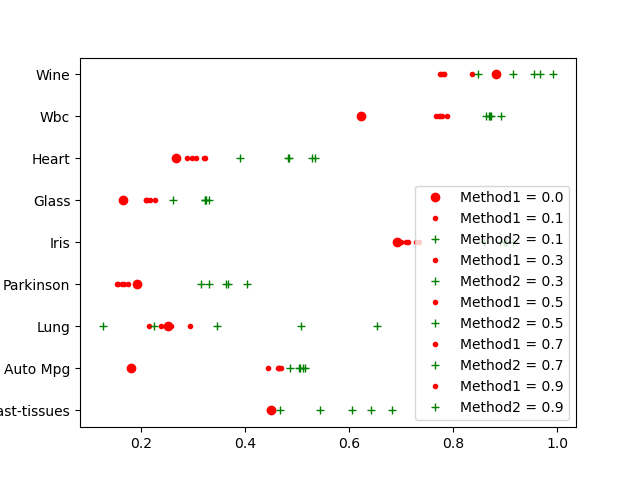 Wine
Wbc
Heart
Glass
Iris
Parkinson
Lung
Auto Mpg
ast-tissues
0.2 0.4 0.6 0.8 1.0
Method1 = 0.0
Method1 = 0.1
Method2 = 0.1
Method1 = 0.3
Method2 = 0.3
Method1 = 0.5
Method2 = 0.5
Method1 = 0.7
Method2 = 0.7
Method1 = 0.9
Method2 = 0.9